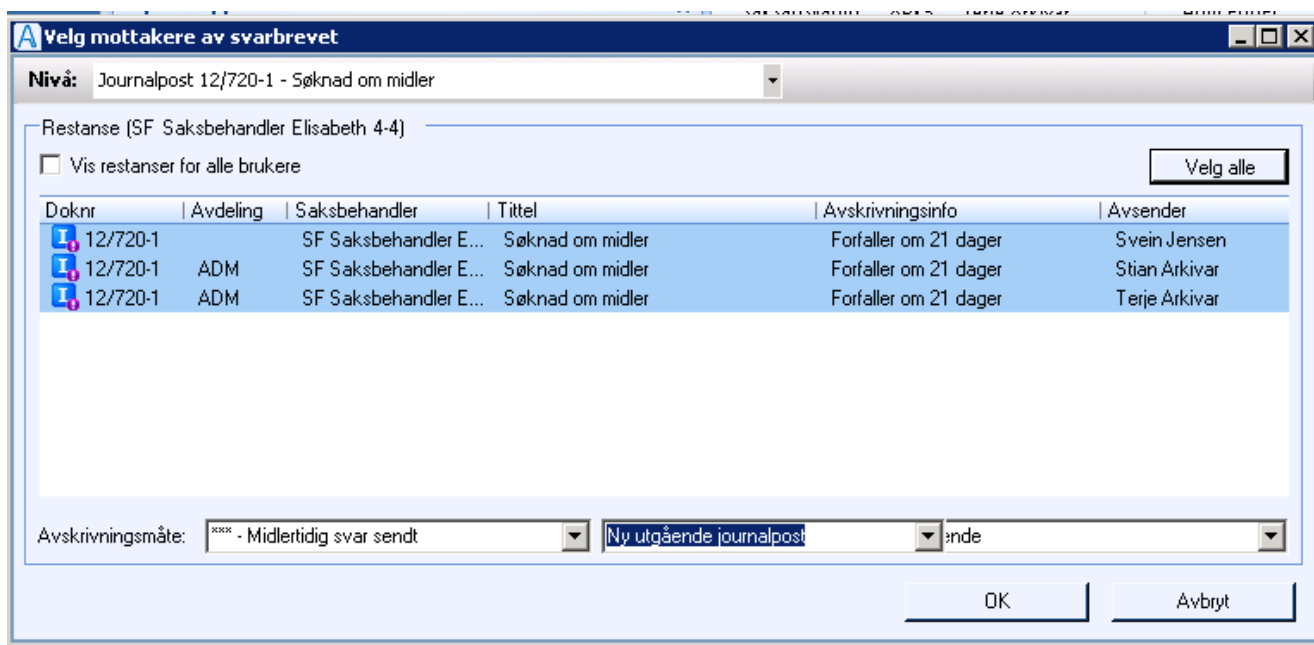 Velg mottakere av svarbrevet
Nivå: Journalpost 12/720-1 - Søknad om midler
Restanse (SF Saksbehandler Elisabeth 4-4)
Vis restanser for alle brukere
Velg alle
Doknr Avdeling Saksbehandler Tittel Avskrivningsinfo Avsender
12/720-1 SF Saksbehandler E... Søknad om midler Forfaller om 21 dager Svein Jensen
12/720-1 ADM SF Saksbehandler E... Søknad om midler Forfaller om 21 dager Stian Arkivar
12/720-1 ADM SF Saksbehandler E... Søknad om midler Forfaller om 21 dager Terje Arkivar
Avskrivningsmåte: *** - Midlertidig svar sendt Ny utgående journalpost ende
OK Avbryt